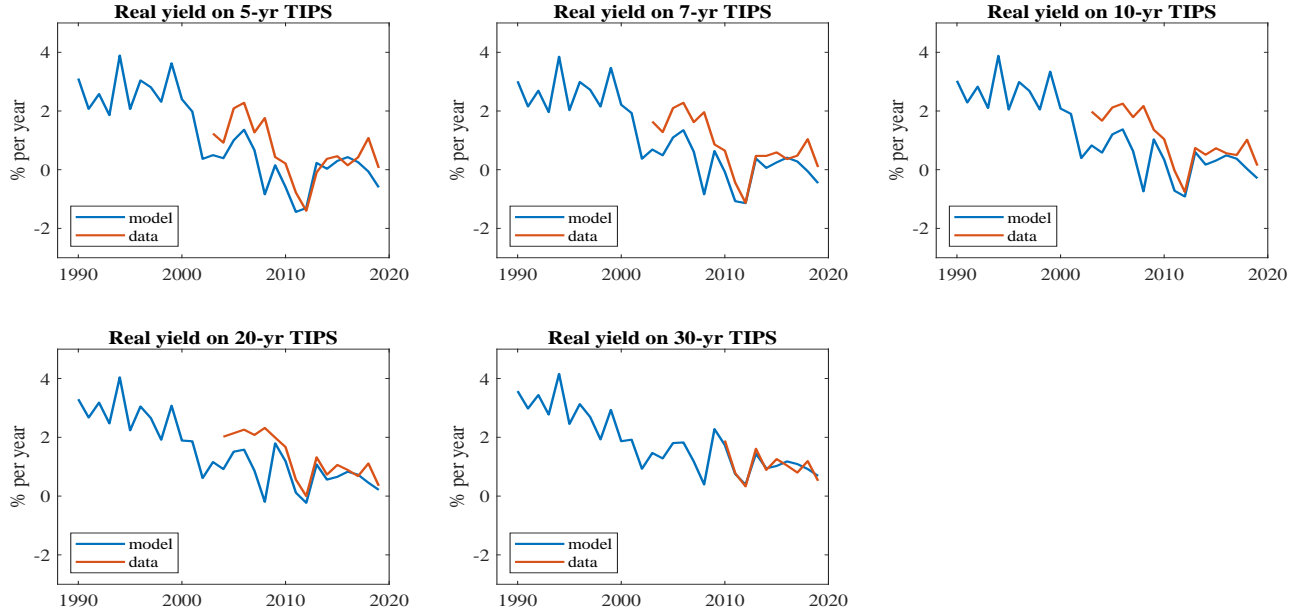 Real yield on 5-yr TIPS
% per year
4
2
0
-2
model
data
1990 2000 2010 2020
Real yield on 7-yr TIPS
% per year
4
2
0
-2
model
data
1990 2000 2010 2020
Real yield on 10-yr TIPS
% per year
4
2
0
-2
model
data
1990 2000 2010 2020
Real yield on 20-yr TIPS
% per year
4
2
0
-2
model
data
1990 2000 2010 2020
Real yield on 30-yr TIPS
% per year
4
2
0
-2
model
data
1990 2000 2010 2020